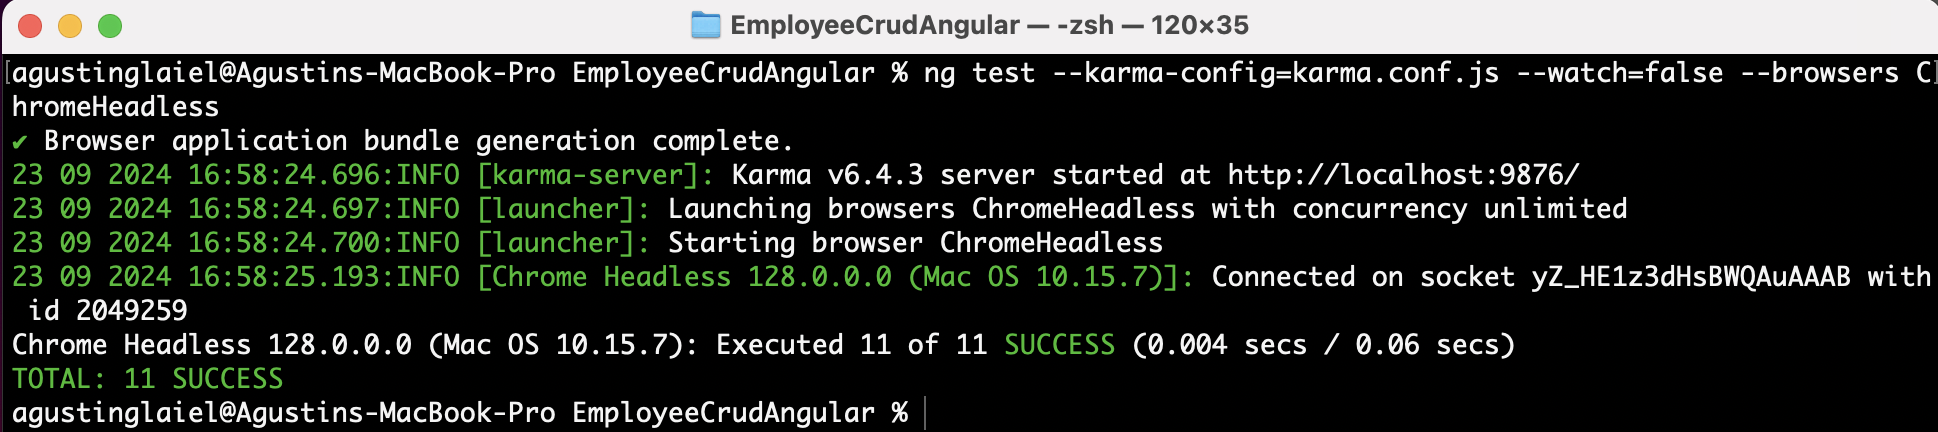 EmployeeCrudAngular — -zsh — 120×35
[agustinglaiel@Agustins-MacBook-Pro EmployeeCrudAngular % ng test --karma-config=karma.conf.js --watch=false --browsers C]
hromeHeadless
✔ Browser application bundle generation complete.
23 09 2024 16:58:24.696:INFO [karma-server]: Karma v6.4.3 server started at http://localhost:9876/
23 09 2024 16:58:24.697:INFO [launcher]: Launching browsers ChromeHeadless with concurrency unlimited
23 09 2024 16:58:24.700:INFO [launcher]: Starting browser ChromeHeadless
23 09 2024 16:58:25.193:INFO [Chrome Headless 128.0.0.0 (Mac OS 10.15.7)]: Connected on socket yZ_HE1z3dHsBWQAuAAAB with
 id 2049259
Chrome Headless 128.0.0.0 (Mac OS 10.15.7): Executed 11 of 11 SUCCESS (0.004 secs / 0.06 secs)
TOTAL: 11 SUCCESS
agustinglaiel@Agustins-MacBook-Pro EmployeeCrudAngular %